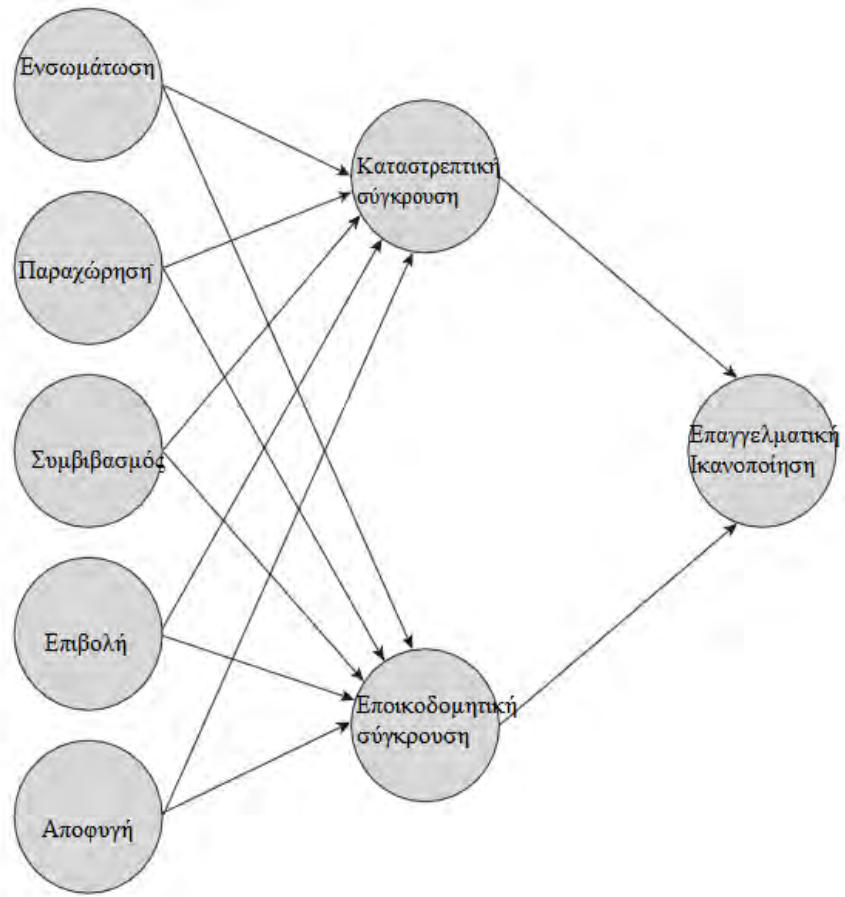 Ενσωμάτωση
Καταστρεπτική
σύγκρουση
Παραχώρηση
Συμβιβασμός
Επαγγελματική
Ικανοποίηση
Επιβολή
Εποικοδομητική
σύγκρουση
Αποφυγή